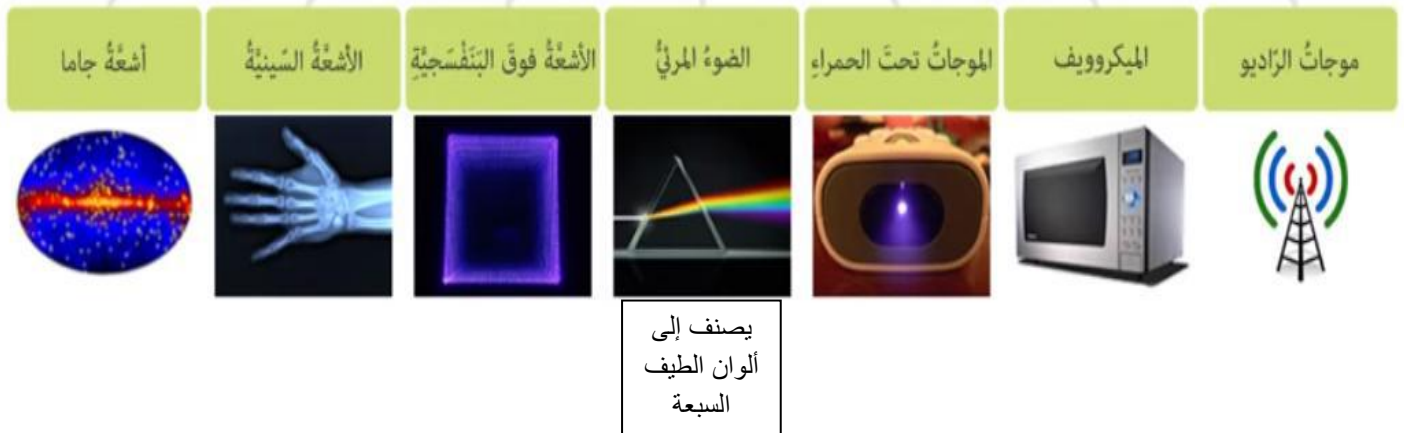 موجاتُ الرّاديو
الميكروويف
الموجاتُ تحتَ الحمراءِ
الضوءُ المرئيُّ
الأشعَّةُ فوقَ البَنَفْسَجيَّةِ
الأشعَّةُ السّينيَّةُ
أشعَّةُ جاما
يصنف إلى
ألوان الطيف
السبعة